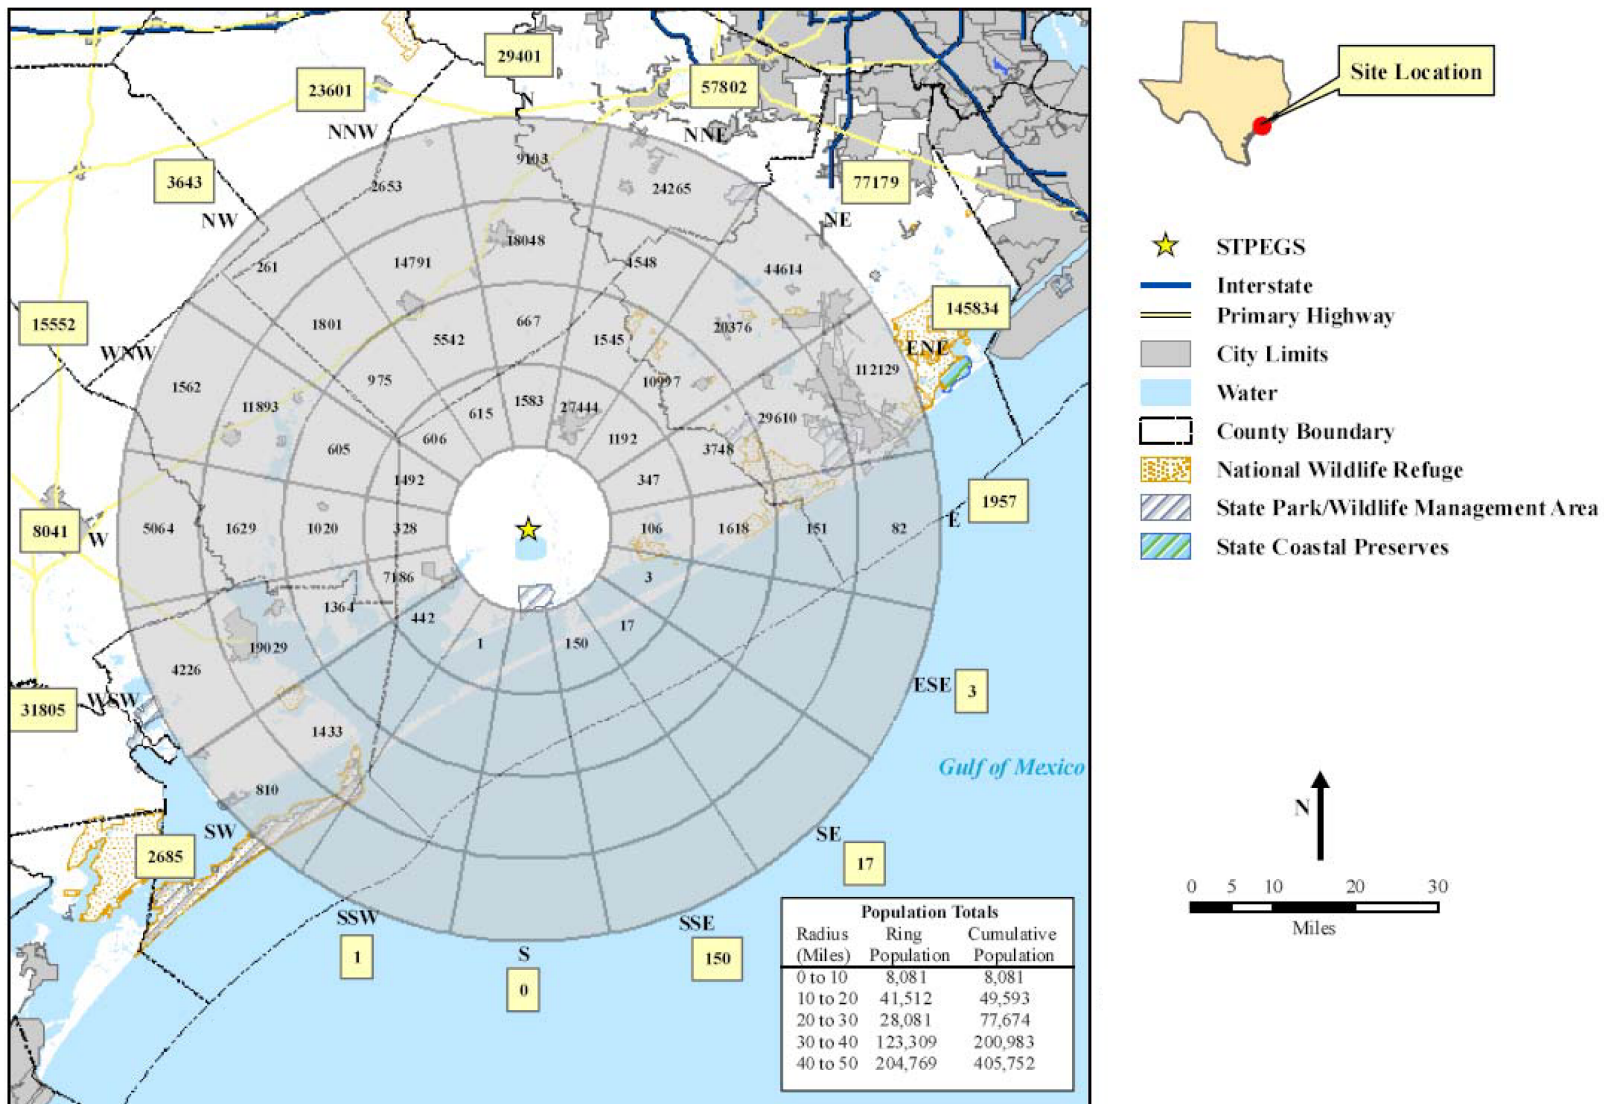 29401
57802
23601
N
NNW
NNE
9103
3643
2653
24265
77179
NW
NE
18048
261
14791
4548
44614
15552
1801
667
20376
145834
5542
1545
ENE
WNW
112129
1562
975
10997
11893
615
1583
27444
29610
606
1192
605
3748
1492
347
8041
W
5064
1629
1020
328
106
1618
151
82
E
1957
7186
3
1364
442
17
1
150
19029
4226
WSW
31805
ESE
3
1433
Gulf of Mexico
810
SW
2685
SE
17
SSW
1
S
0
SSE
150
Population Totals
Radius Ring Cumulative
(Miles) Population Population
0 to 10 8,081 8,081
10 to 20 41,512 49,593
20 to 30 28,081 77,674
30 to 40 123,309 200,983
40 to 50 204,769 405,752
Site Location
STPEGS
Interstate
Primary Highway
City Limits
Water
County Boundary
National Wildlife Refuge
State Park/Wildlife Management Area
State Coastal Preserves
N
0 5 10 20 30
Miles